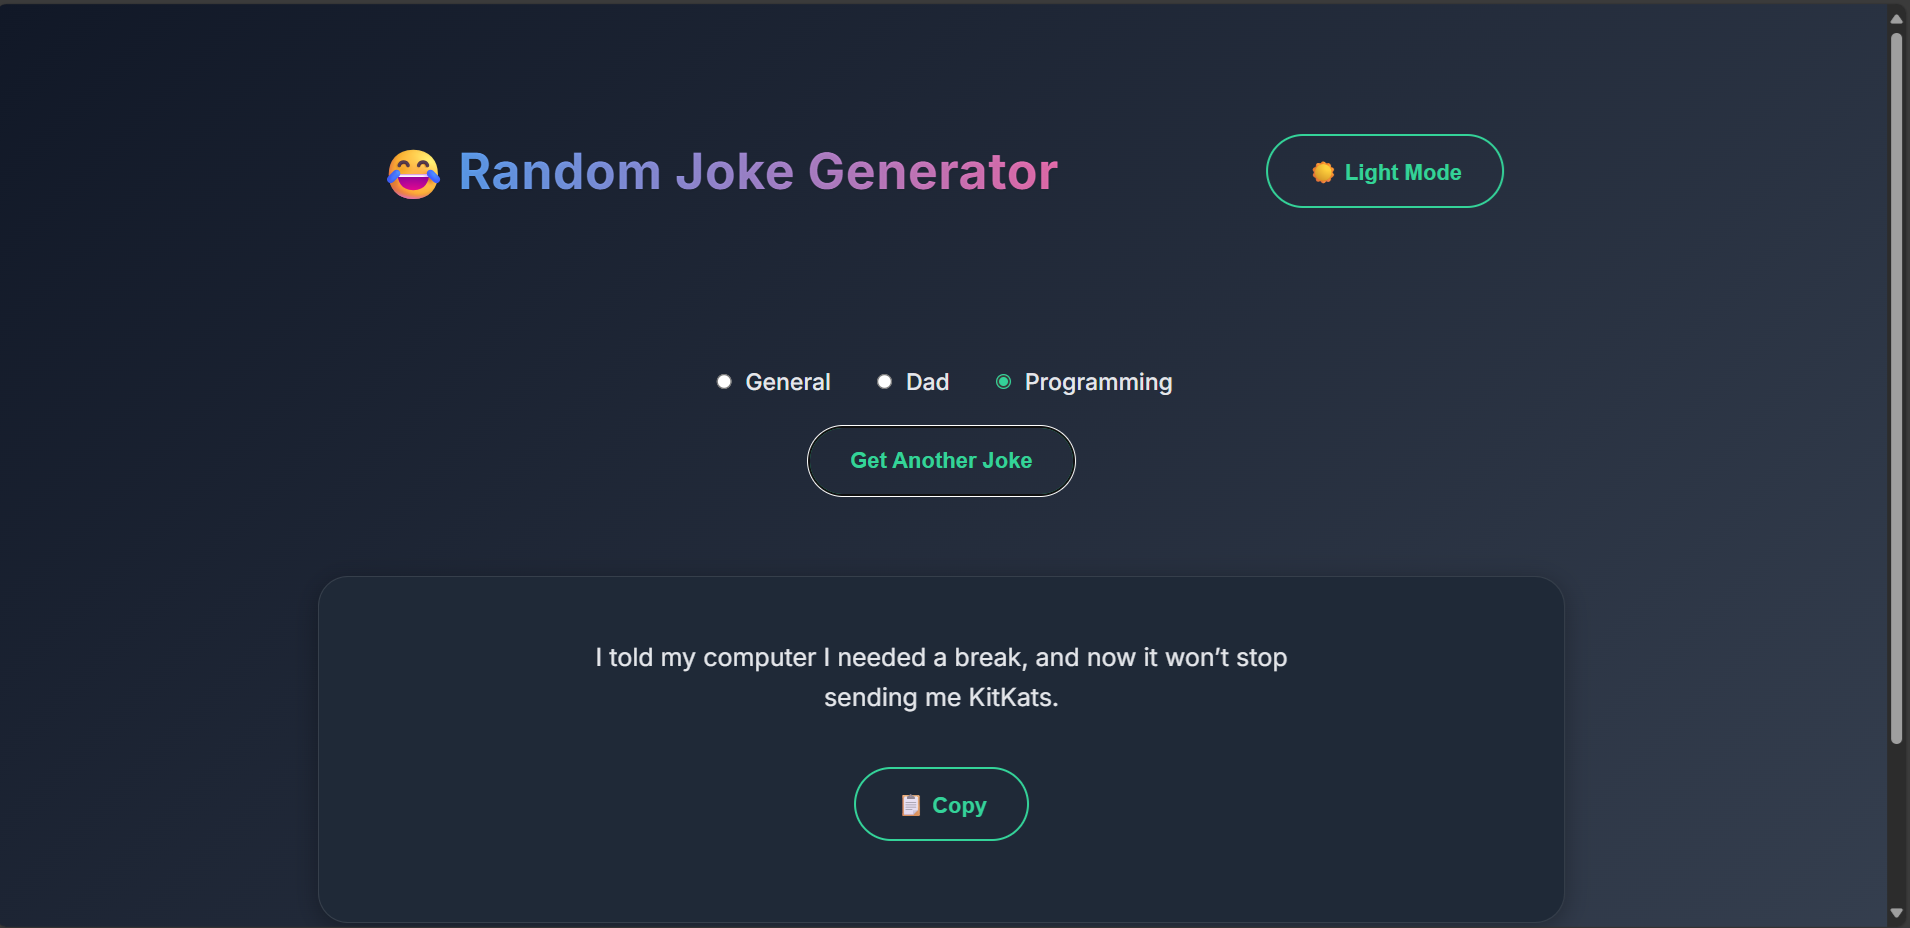 😂 Random Joke Generator
🌞 Light Mode
General Dad Programming
Get Another Joke
I told my computer I needed a break, and now it won’t stop
sending me KitKats.
📋 Copy